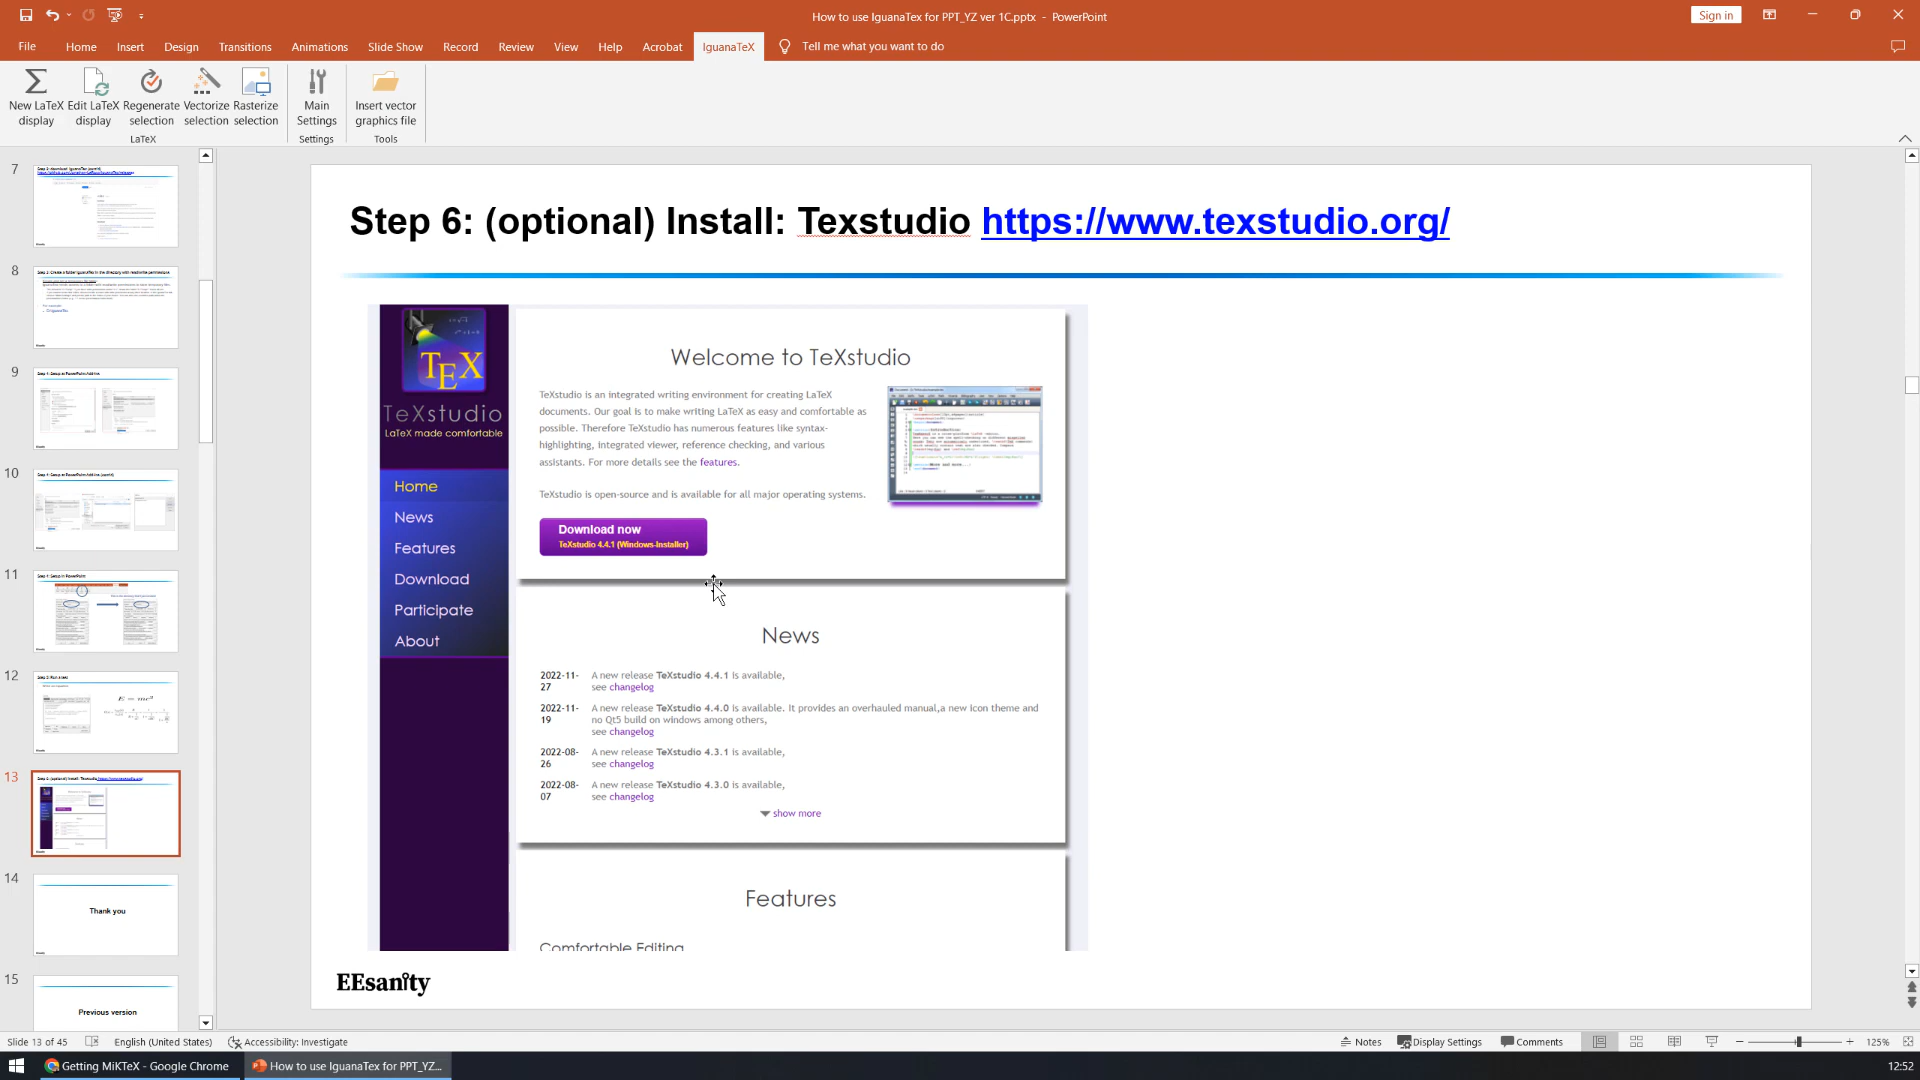 How to use IguanaTex for PPT_YZ ver 1C.pptx - PowerPoint
Sign in
File Home Insert Design Transitions Animations Slide Show Record Review View Help Acrobat IguanaTeX Tell me what you want to do
New LaTeX display
Edit LaTeX display
Regenerate selection
Vectorize selection
Rasterize selection
Main Settings
Insert vector graphics file
LaTeX
Settings
Tools
7
8
9
10
11
12
13
14
Thank you
15
Previous version
Step 6: (optional) Install: Texstudio https://www.texstudio.org/
TEX
TeXstudio
LaTeX made comfortable
Home
News
Features
Download
Participate
About
Welcome to TeXstudio
TeXstudio is an integrated writing environment for creating LaTeX
documents. Our goal is to make writing LaTeX as easy and comfortable as
possible. Therefore TeXstudio has numerous features like syntax-
highlighting, integrated viewer, reference checking, and various
assistants. For more details see the features.
TeXstudio is open-source and is available for all major operating systems.
Download now
TeXstudio 4.4.1 (Windows-Installer)
News
2022-11-27 A new release TeXstudio 4.4.1 is available,
see changelog
2022-11-19 A new release TeXstudio 4.4.0 is available. It provides an overhauled manual,a new icon theme and
no Qt5 build on windows among others,
see changelog
2022-08-26 A new release TeXstudio 4.3.1 is available,
see changelog
2022-08-07 A new release TeXstudio 4.3.0 is available,
see changelog
show more
Features
Comfortable Editing
EEsanity
Slide 13 of 45 English (United States) Accessibility: Investigate Notes Display Settings Comments 125%
Getting MiKTeX - Google Chrome How to use IguanaTex for PPT_YZ... 12:52